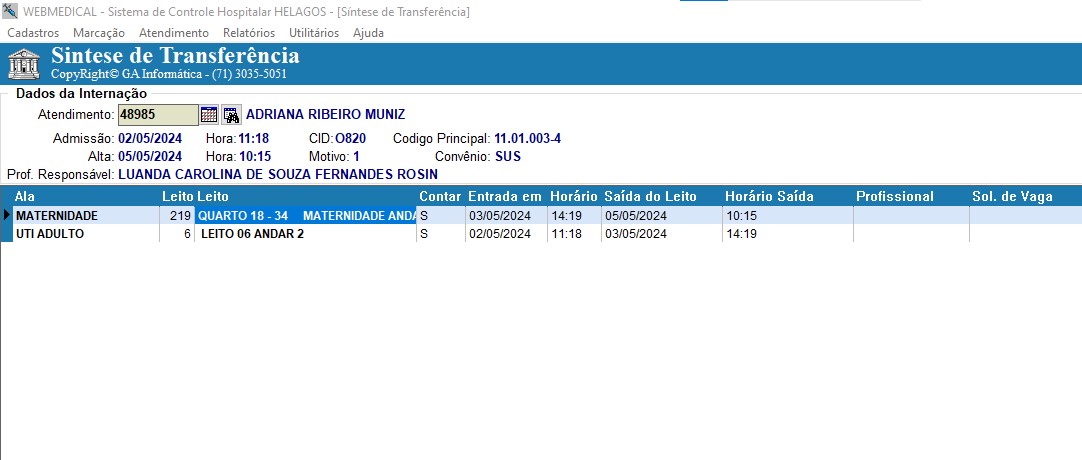 WEBMEDICAL - Sistema de Controle Hospitalar HELAGOS - [Síntese de Transferência]
Cadastros Marcação Atendimento Relatórios Utilitários Ajuda
Síntese de Transferência
CopyRight© GA Informática - (71) 3035-5051
Dados da Internação
Atendimento: 48985 ADRIANA RIBEIRO MUNIZ
Admissão: 02/05/2024 Hora: 11:18 CID: O820 Codigo Principal: 11.01.003-4
Alta: 05/05/2024 Hora: 10:15 Motivo: 1 Convênio: SUS
Prof. Responsável: LUANDA CAROLINA DE SOUZA FERNANDES ROSIN
Ala Leito Leito Contar Entrada em Horário Saída do Leito Horário Saída Profissional Sol. de Vaga
MATERNIDADE 219 QUARTO 18 - 34 MATERNIDADE ANDA S 03/05/2024 14:19 05/05/2024 10:15
UTI ADULTO 6 LEITO 06 ANDAR 2 S 02/05/2024 11:18 03/05/2024 14:19